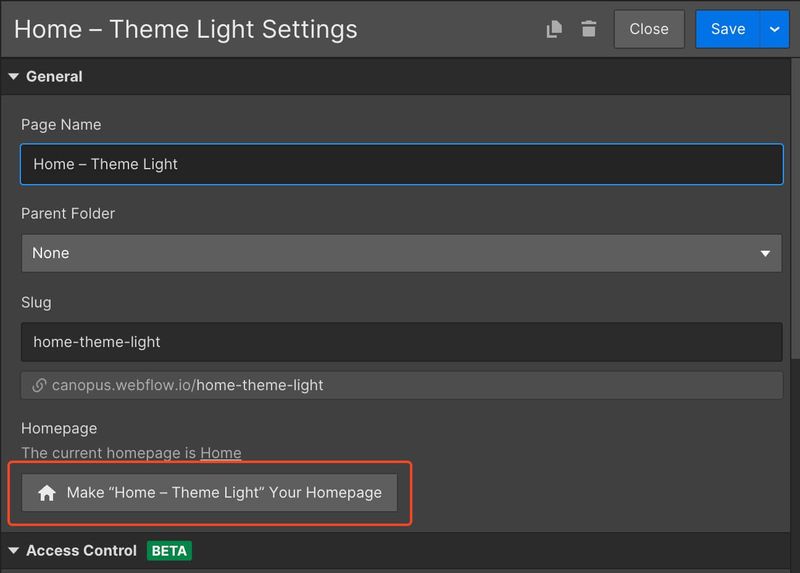 Home – Theme Light Settings
Close
Save
General
Page Name
Home – Theme Light
Parent Folder
None
Slug
home-theme-light
canopus.webflow.io/home-theme-light
Homepage
The current homepage is Home
Make “Home – Theme Light” Your Homepage
Access Control BETA